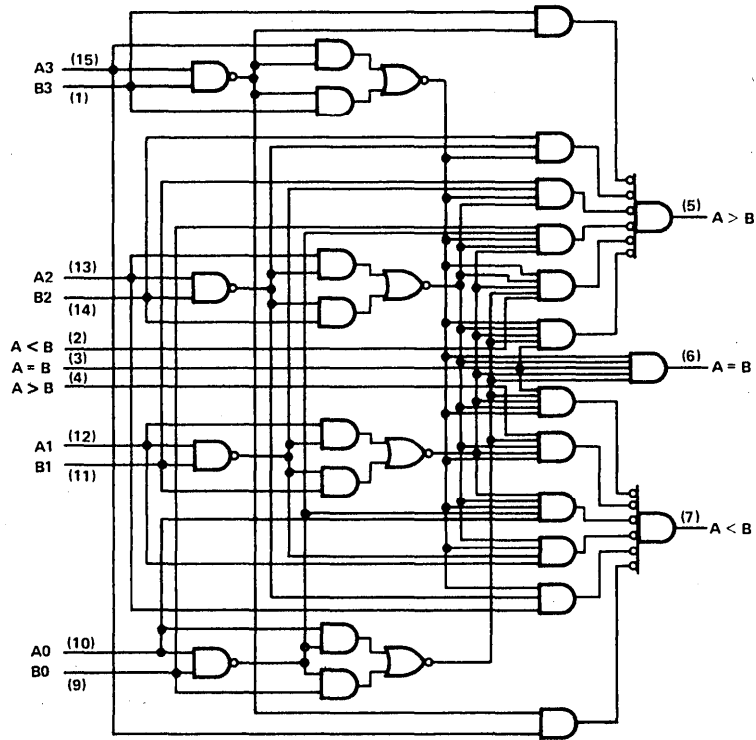 A3 (15)
B3 (1)
A2 (13)
B2 (14)
A < B (2)
A = B (3)
A > B (4)
A1 (12)
B1 (11)
A0 (10)
B0 (9)
(5) A > B
(6) A = B
(7) A < B